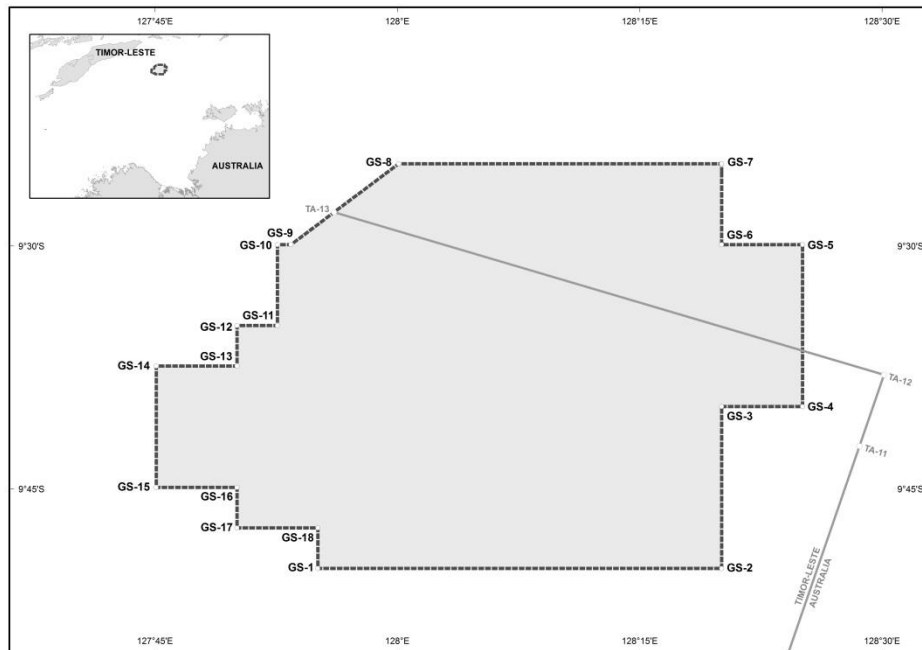 127°45'E 128°E 128°15'E 128°30'E
TIMOR-LESTE
AUSTRALIA
GS-8 GS-7
TA-13
GS-9
9°30'S GS-10 GS-6 GS-5 9°30'S
GS-11
GS-12
GS-13
GS-14
TA-12
GS-3 GS-4
TA-11
9°45'S GS-15 9°45'S
GS-16
GS-17
GS-18
GS-1 GS-2
TIMOR-LESTE
AUSTRALIA
127°45'E 128°E 128°15'E 128°30'E